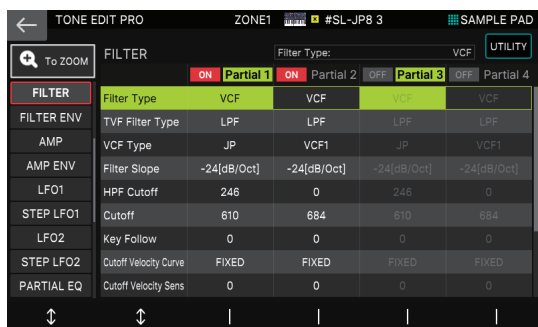 TONE EDIT PRO ZONE1 #SL-JP8 3 SAMPLE PAD
To ZOOM FILTER Filter Type: VCF UTILITY
ON Partial 1 ON Partial 2 OFF Partial 3 OFF Partial 4
FILTER Filter Type VCF VCF VCF VCF
FILTER ENV TVF Filter Type LPF LPF LPF LPF
AMP VCF Type JP VCF1 JP VCF1
AMP ENV Filter Slope -24[dB/Oct] -24[dB/Oct] -24[dB/Oct] -24[dB/Oct]
LFO1 HPF Cutoff 246 0 246 0
STEP LFO1 Cutoff 610 684 610 684
LFO2 Key Follow 0 0 0 0
STEP LFO2 Cutoff Velocity Curve FIXED FIXED FIXED FIXED
PARTIAL EQ Cutoff Velocity Sens 0 0 0 0